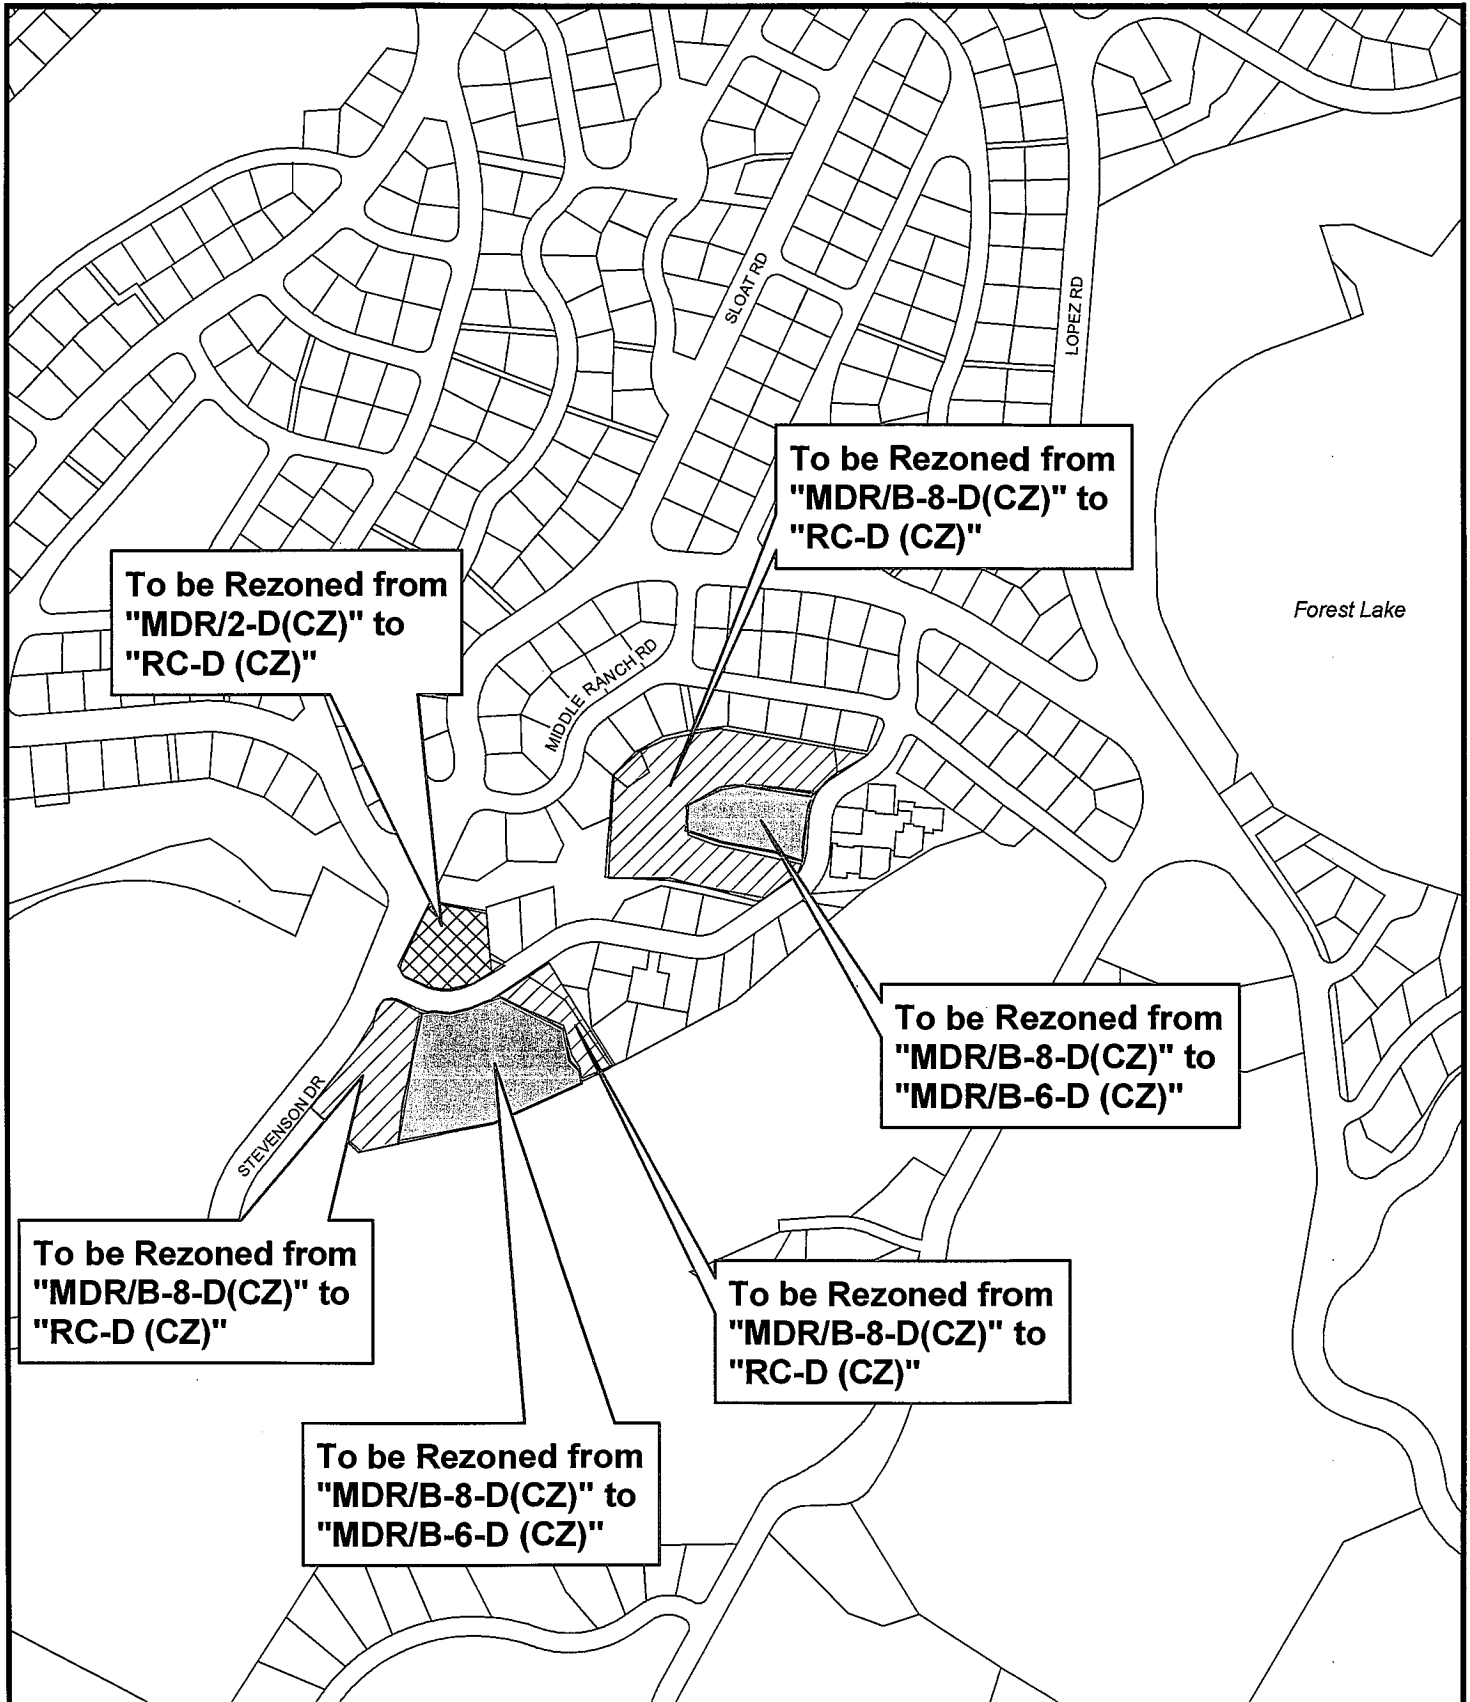 SLOAT RD
LOPEZ RD
To be Rezoned from
"MDR/B-8-D(CZ)" to
"RC-D (CZ)"
To be Rezoned from
"MDR/2-D(CZ)" to
"RC-D (CZ)"
Forest Lake
MIDDLE RANCH RD
To be Rezoned from
"MDR/B-8-D(CZ)" to
"MDR/B-6-D (CZ)"
STEVENSON DR
To be Rezoned from
"MDR/B-8-D(CZ)" to
"RC-D (CZ)"
To be Rezoned from
"MDR/B-8-D(CZ)" to
"RC-D (CZ)"
To be Rezoned from
"MDR/B-8-D(CZ)" to
"MDR/B-6-D (CZ)"